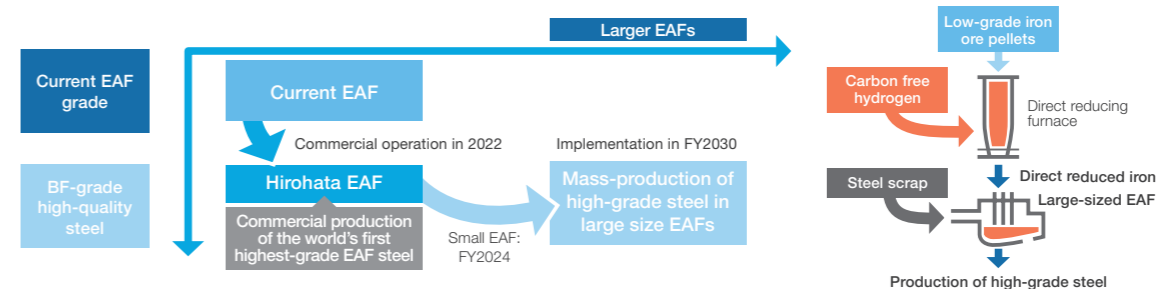 Larger EAFs
Current EAF
grade
BF-grade
high-quality
steel
Current EAF
Commercial operation in 2022
Implementation in FY2030
Hirohata EAF
Commercial production
of the world's first
highest-grade EAF steel
Small EAF:
FY2024
Mass-production of
high-grade steel in
large size EAFs
Low-grade iron
ore pellets
Carbon free
hydrogen
Direct reducing
furnace
Direct reduced iron
Steel scrap
Large-sized EAF
Production of high-grade steel